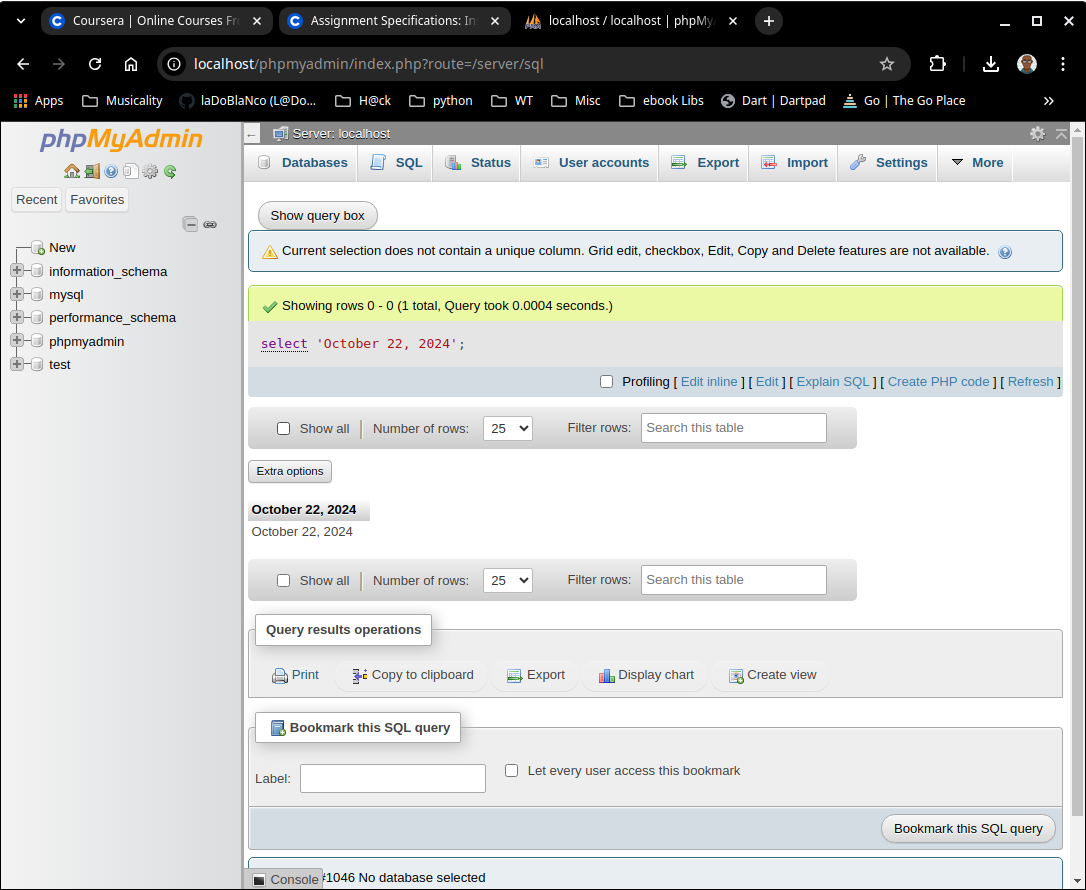 Coursera | Online Courses Fr
Assignment Specifications: In
localhost / localhost | phpMy
localhost/phpmyadmin/index.php?route=/server/sql
Apps Musicality laDoBlaNco (L@Do... H@ck python WT Misc ebook Libs Dart | Dartpad Go | The Go Place
phpMyAdmin
Recent Favorites
New
information_schema
mysql
performance_schema
phpmyadmin
test
Server: localhost
Databases SQL Status User accounts Export Import Settings More
Show query box
Current selection does not contain a unique column. Grid edit, checkbox, Edit, Copy and Delete features are not available.
Showing rows 0 - 0 (1 total, Query took 0.0004 seconds.)
select 'October 22, 2024';
Profiling [ Edit inline ] [ Edit ] [ Explain SQL ] [ Create PHP code ] [ Refresh ]
Show all Number of rows: 25 Filter rows: Search this table
Extra options
October 22, 2024
October 22, 2024
Show all Number of rows: 25 Filter rows: Search this table
Query results operations
Print Copy to clipboard Export Display chart Create view
Bookmark this SQL query
Label: Let every user access this bookmark
Bookmark this SQL query
Console #1046 No database selected